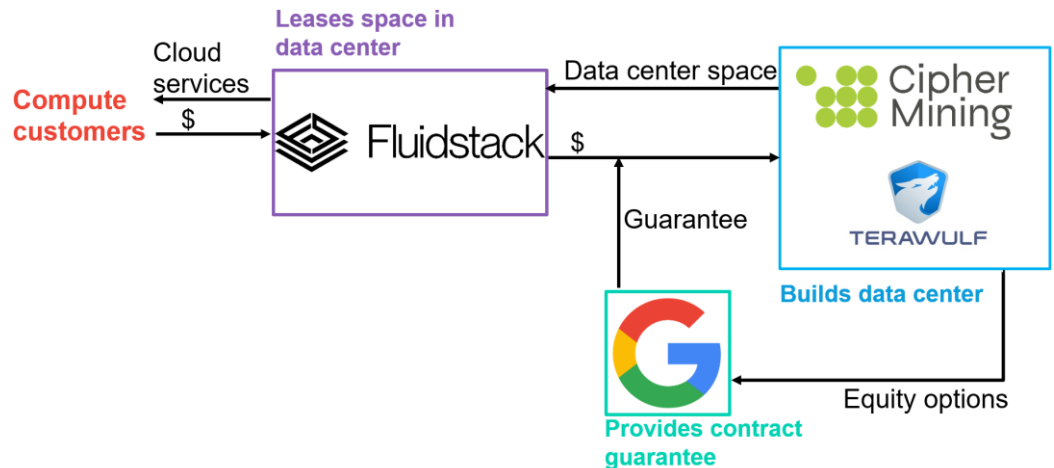 Leases space in
data center
Cloud
services
Compute
customers
$
Fluidstack
Data center space
$
Guarantee
Cipher
Mining
TERAWULF
Builds data center
Equity options
G
Provides contract
guarantee